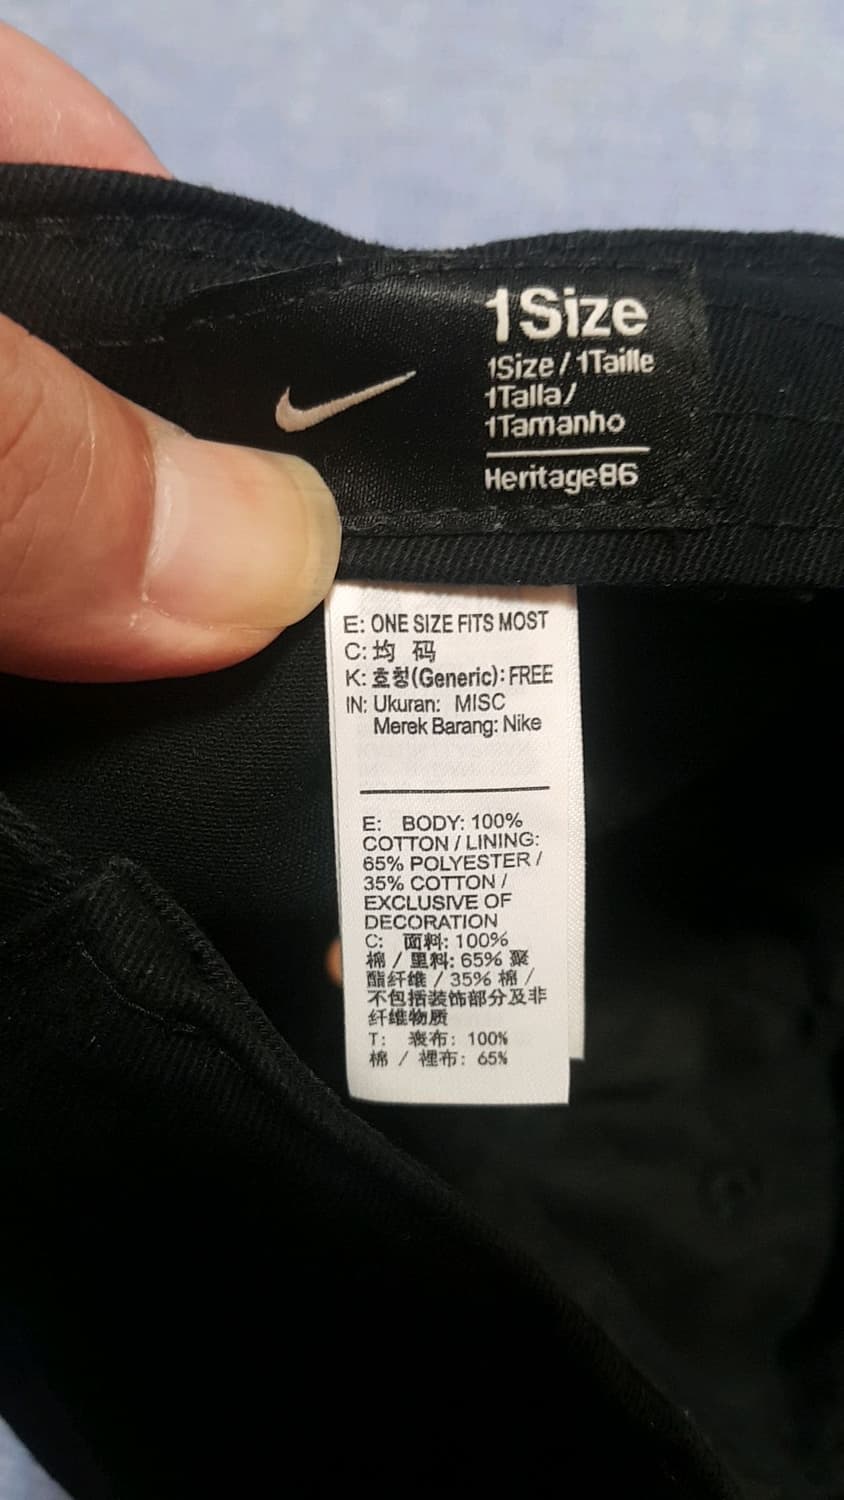 1Size
1Size / 1Taille
1Talla/
1Tamanho
Heritage86
E: ONE SIZE FITS MOST
C: 均 码
K: 호칭(Generic): FREE
IN: Ukuran: MISC
Merek Barang: Nike
E: BODY: 100%
COTTON / LINING:
65% POLYESTER /
35% COTTON /
EXCLUSIVE OF
DECORATION
C: 面料: 100%
棉 / 里料: 65% 聚
酯纤维 / 35% 棉 /
不包括装饰部分及非
纤维物质
T: 表布: 100%
棉 / 裡布: 65%